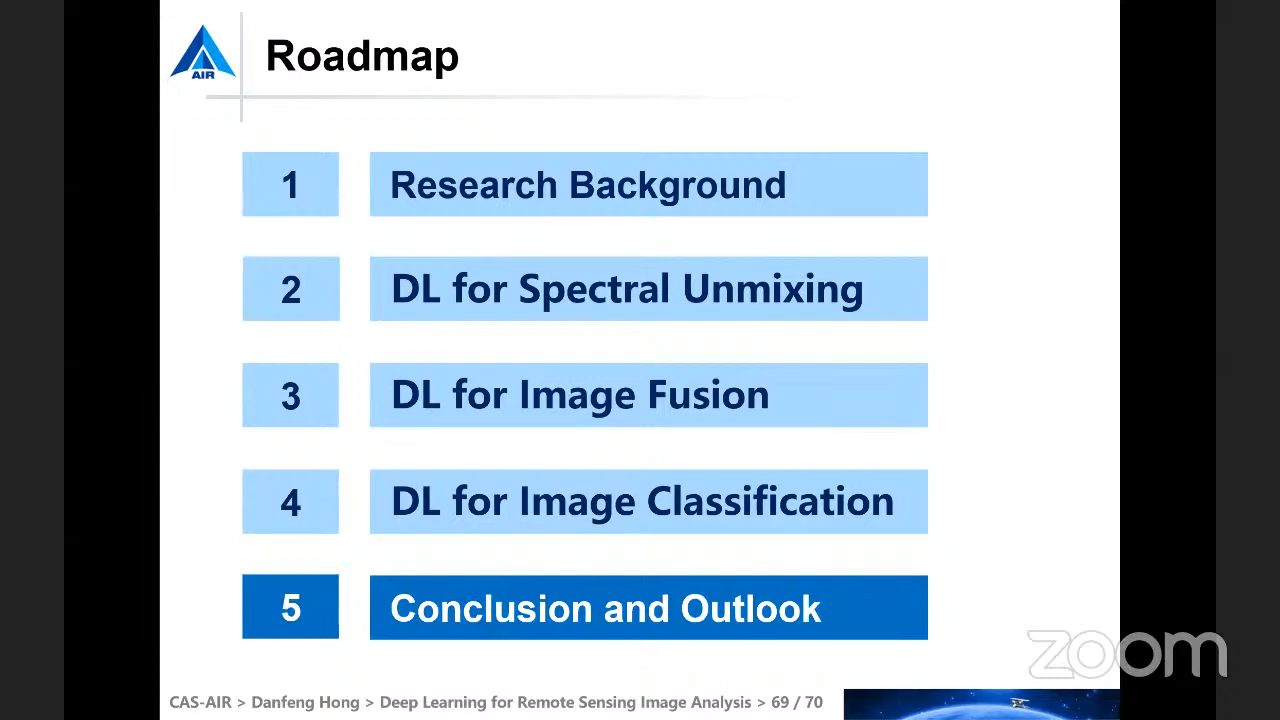 AIR
Roadmap
1 Research Background
2 DL for Spectral Unmixing
3 DL for Image Fusion
4 DL for Image Classification
5 Conclusion and Outlook
zoom
CAS-AIR > Danfeng Hong > Deep Learning for Remote Sensing Image Analysis > 69 / 70